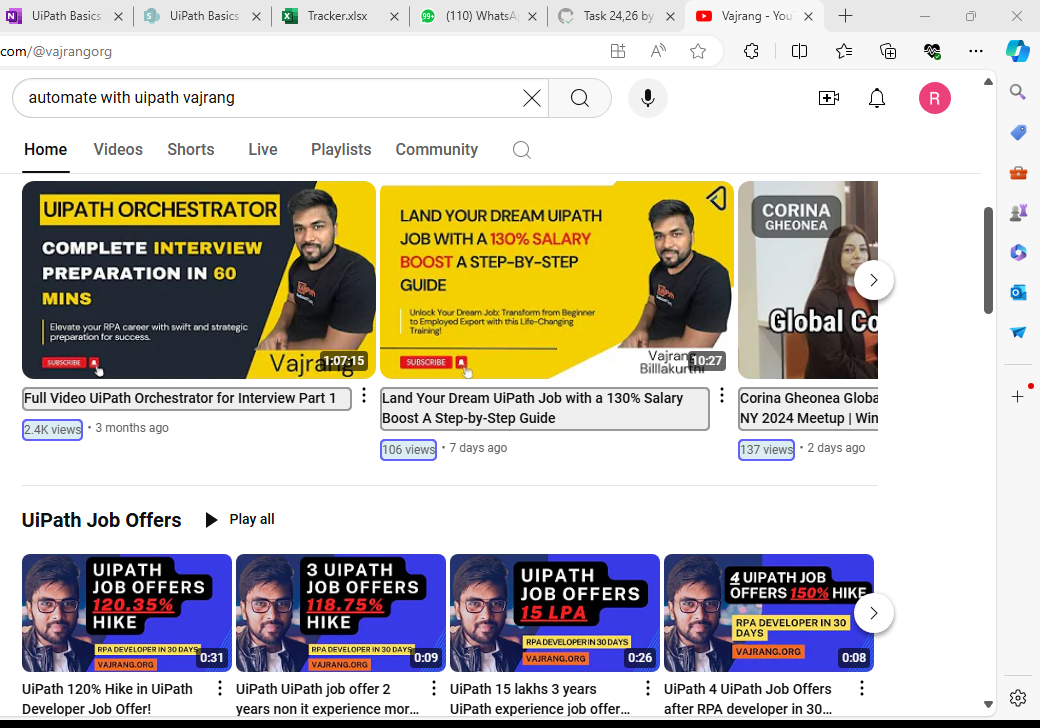 UiPath Basics
UiPath Basics
Tracker.xlsx
99+
(110) WhatsA
Task 24,26 by
Vajrang - You
com/@vajrangorg
automate with uipath vajrang
R
Home
Videos
Shorts
Live
Playlists
Community
UIPATH ORCHESTRATOR
COMPLETE INTERVIEW
PREPARATION IN 60
MINS
Elevate your RPA career with swift and strategic
preparation for success.
SUBSCRIBE
Vajrang
1:07:15
LAND YOUR DREAM UIPATH
JOB WITH A 130% SALARY
BOOST A STEP-BY-STEP
GUIDE
Unlock Your Dream Job: Transform from Beginner
to Employed Expert with this Life-Changing
Training!
SUBSCRIBE
Vajrang
Billlakurthi
10:27
CORINA
GHEONEA
Global Co
Full Video UiPath Orchestrator for Interview Part 1
2.4K views • 3 months ago
Land Your Dream UiPath Job with a 130% Salary
Boost A Step-by-Step Guide
106 views • 7 days ago
Corina Gheonea Globa
NY 2024 Meetup | Win
137 views • 2 days ago
UiPath Job Offers
Play all
UIPATH
JOB OFFERS
120.35%
HIKE
RPA DEVELOPER IN 30 DAYS
VAJRANG.ORG
0:31
3 UIPATH
JOB OFFERS
118.75%
HIKE
RPA DEVELOPER IN 30 DAYS
VAJRANG.ORG
0:09
UIPATH
JOB OFFERS
15 LPA
RPA DEVELOPER IN 30 DAYS
VAJRANG.ORG
0:26
4 UIPATH JOB
OFFERS 150% HIKE
RPA DEVELOPER IN 30
DAYS
VAJRANG.ORG
0:08
UiPath 120% Hike in UiPath
Developer Job Offer!
UiPath UiPath job offer 2
years non it experience mor...
UiPath 15 lakhs 3 years
UiPath experience job offer...
UiPath 4 UiPath Job Offers
after RPA developer in 30...